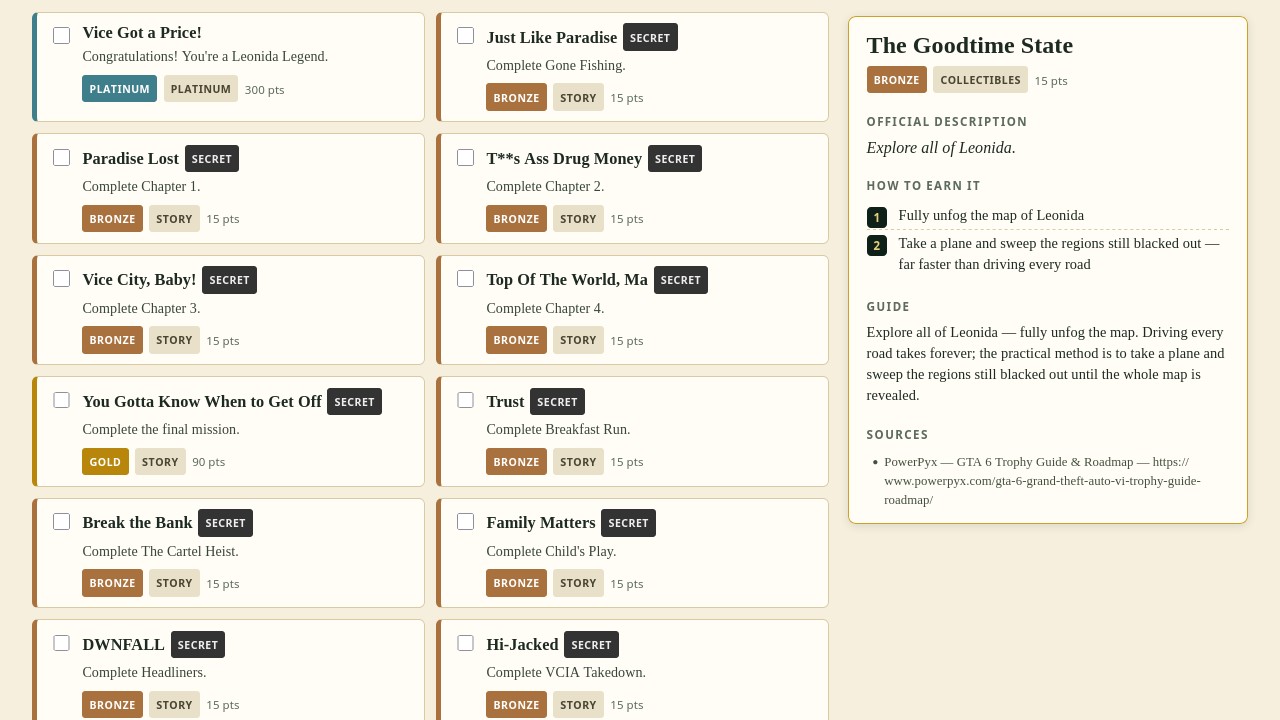 Vice Got a Price!
Congratulations! You're a Leonida Legend.
PLATINUM PLATINUM 300 pts
Just Like Paradise SECRET
Complete Gone Fishing.
BRONZE STORY 15 pts
Paradise Lost SECRET
Complete Chapter 1.
BRONZE STORY 15 pts
T**s Ass Drug Money SECRET
Complete Chapter 2.
BRONZE STORY 15 pts
Vice City, Baby! SECRET
Complete Chapter 3.
BRONZE STORY 15 pts
Top Of The World, Ma SECRET
Complete Chapter 4.
BRONZE STORY 15 pts
You Gotta Know When to Get Off SECRET
Complete the final mission.
GOLD STORY 90 pts
Trust SECRET
Complete Breakfast Run.
BRONZE STORY 15 pts
Break the Bank SECRET
Complete The Cartel Heist.
BRONZE STORY 15 pts
Family Matters SECRET
Complete Child's Play.
BRONZE STORY 15 pts
DWNFALL SECRET
Complete Headliners.
BRONZE STORY 15 pts
Hi-Jacked SECRET
Complete VCIA Takedown.
BRONZE STORY 15 pts
The Goodtime State
BRONZE COLLECTIBLES 15 pts
OFFICIAL DESCRIPTION
Explore all of Leonida.
HOW TO EARN IT
1 Fully unfog the map of Leonida
2 Take a plane and sweep the regions still blacked out —
far faster than driving every road
GUIDE
Explore all of Leonida — fully unfog the map. Driving every
road takes forever; the practical method is to take a plane and
sweep the regions still blacked out until the whole map is
revealed.
SOURCES
• PowerPyx — GTA 6 Trophy Guide & Roadmap — https://
www.powerpyx.com/gta-6-grand-theft-auto-vi-trophy-guide-
roadmap/